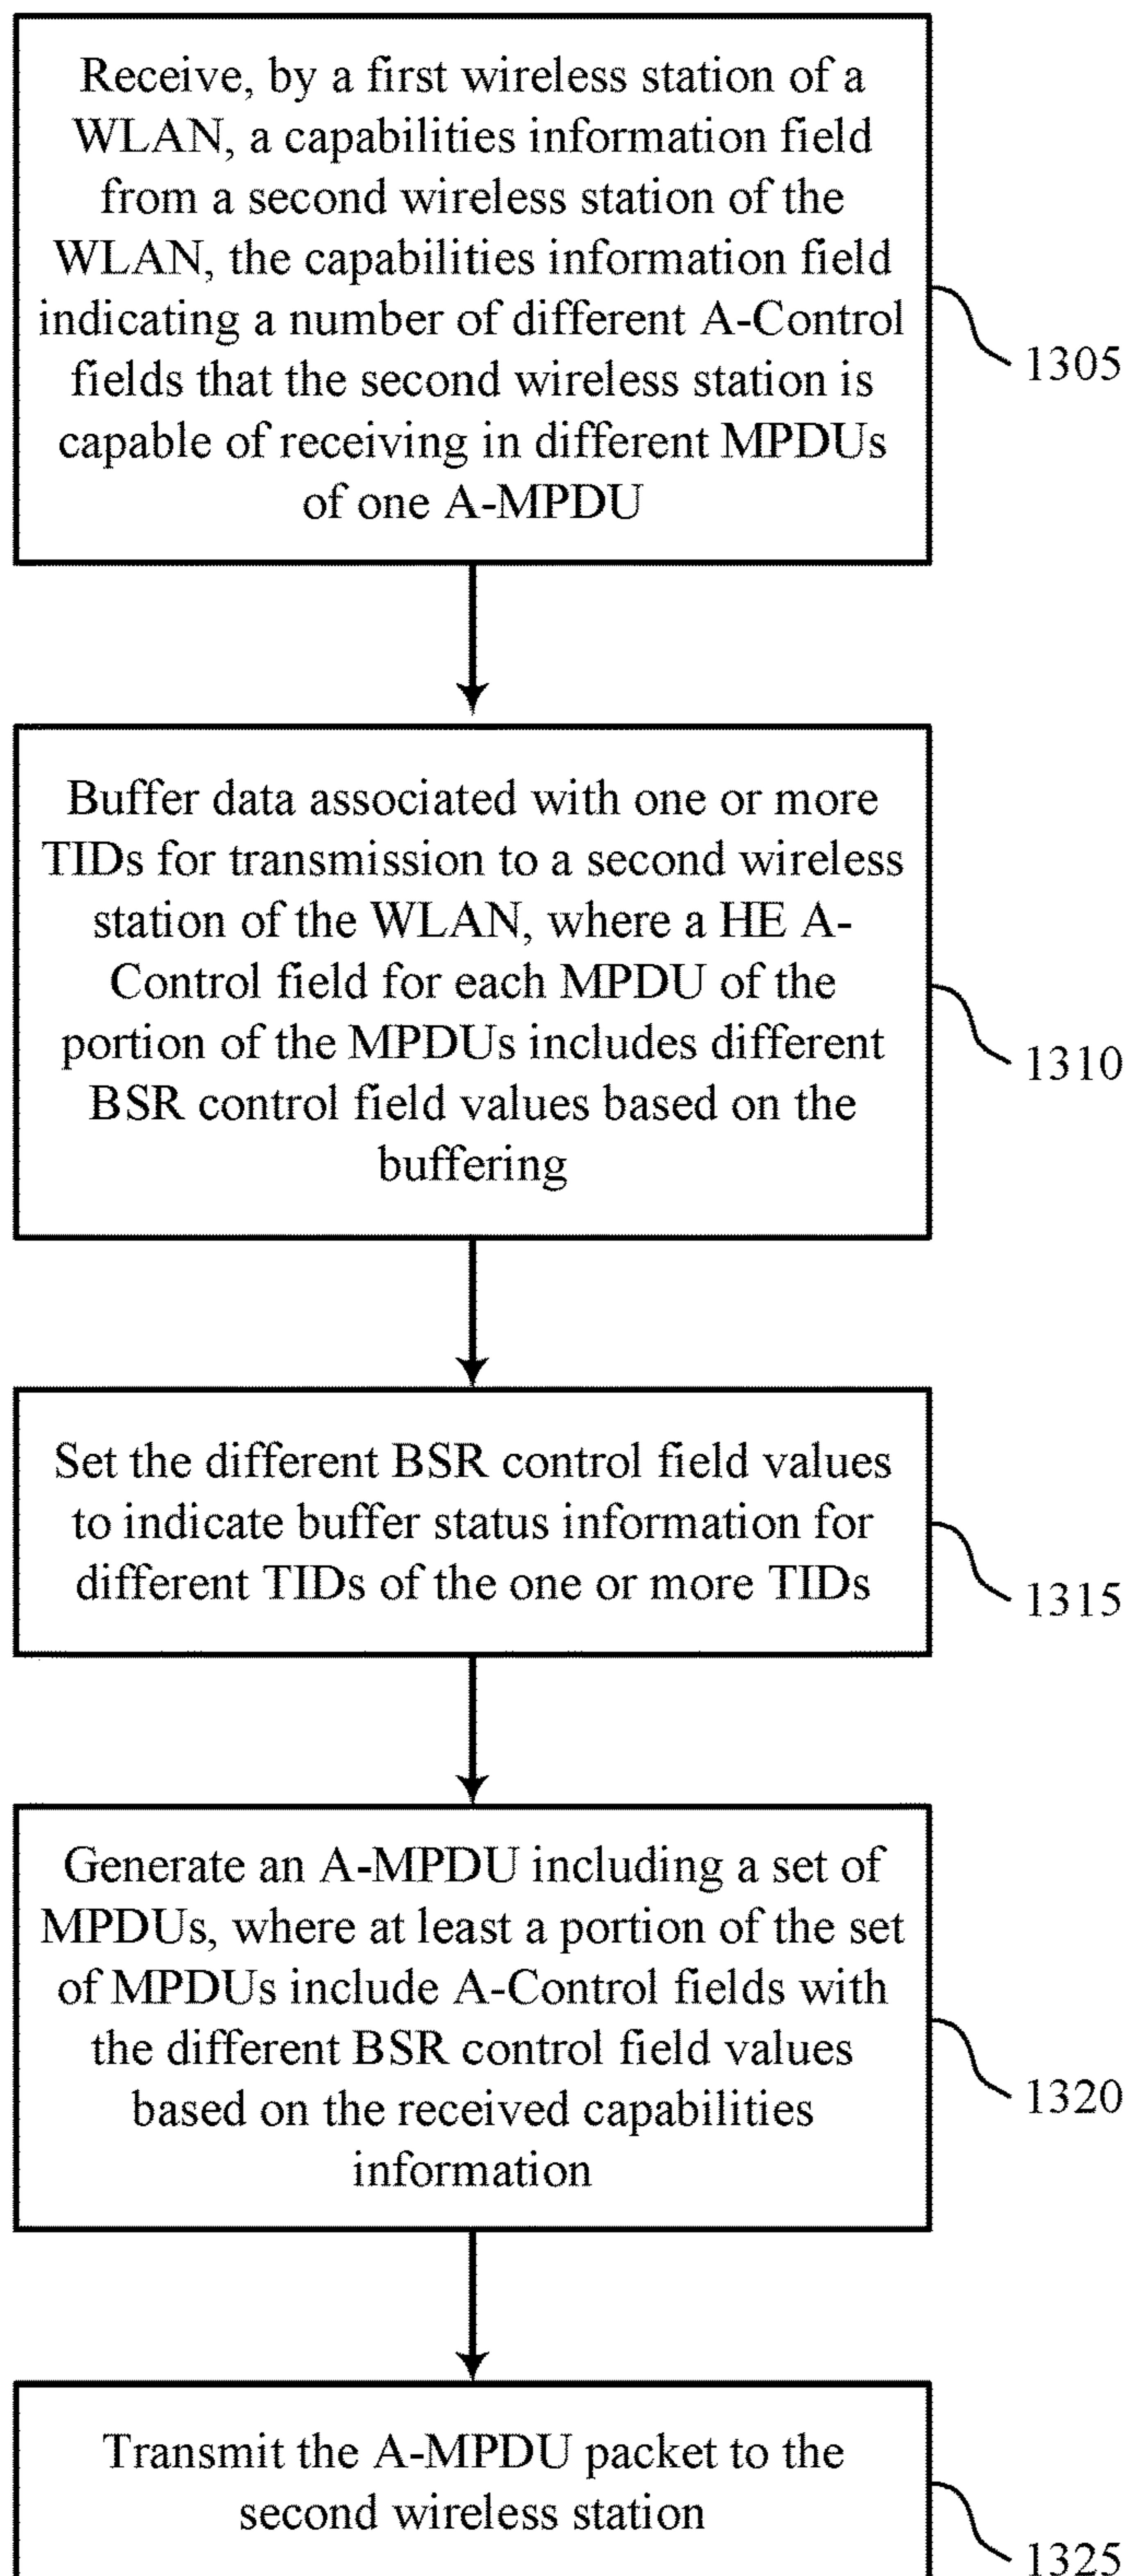 Receive, by a first wireless station of a
WLAN, a capabilities information field
from a second wireless station of the
WLAN, the capabilities information field
indicating a number of different A-Control
fields that the second wireless station is
capable of receiving in different MPDUs
of one A-MPDU
1305
Buffer data associated with one or more
TIDs for transmission to a second wireless
station of the WLAN, where a HE A-
Control field for each MPDU of the
portion of the MPDUs includes different
BSR control field values based on the
buffering
1310
Set the different BSR control field values
to indicate buffer status information for
different TIDs of the one or more TIDs
1315
Generate an A-MPDU including a set of
MPDUs, where at least a portion of the set
of MPDUs include A-Control fields with
the different BSR control field values
based on the received capabilities
information
1320
Transmit the A-MPDU packet to the
second wireless station
1325